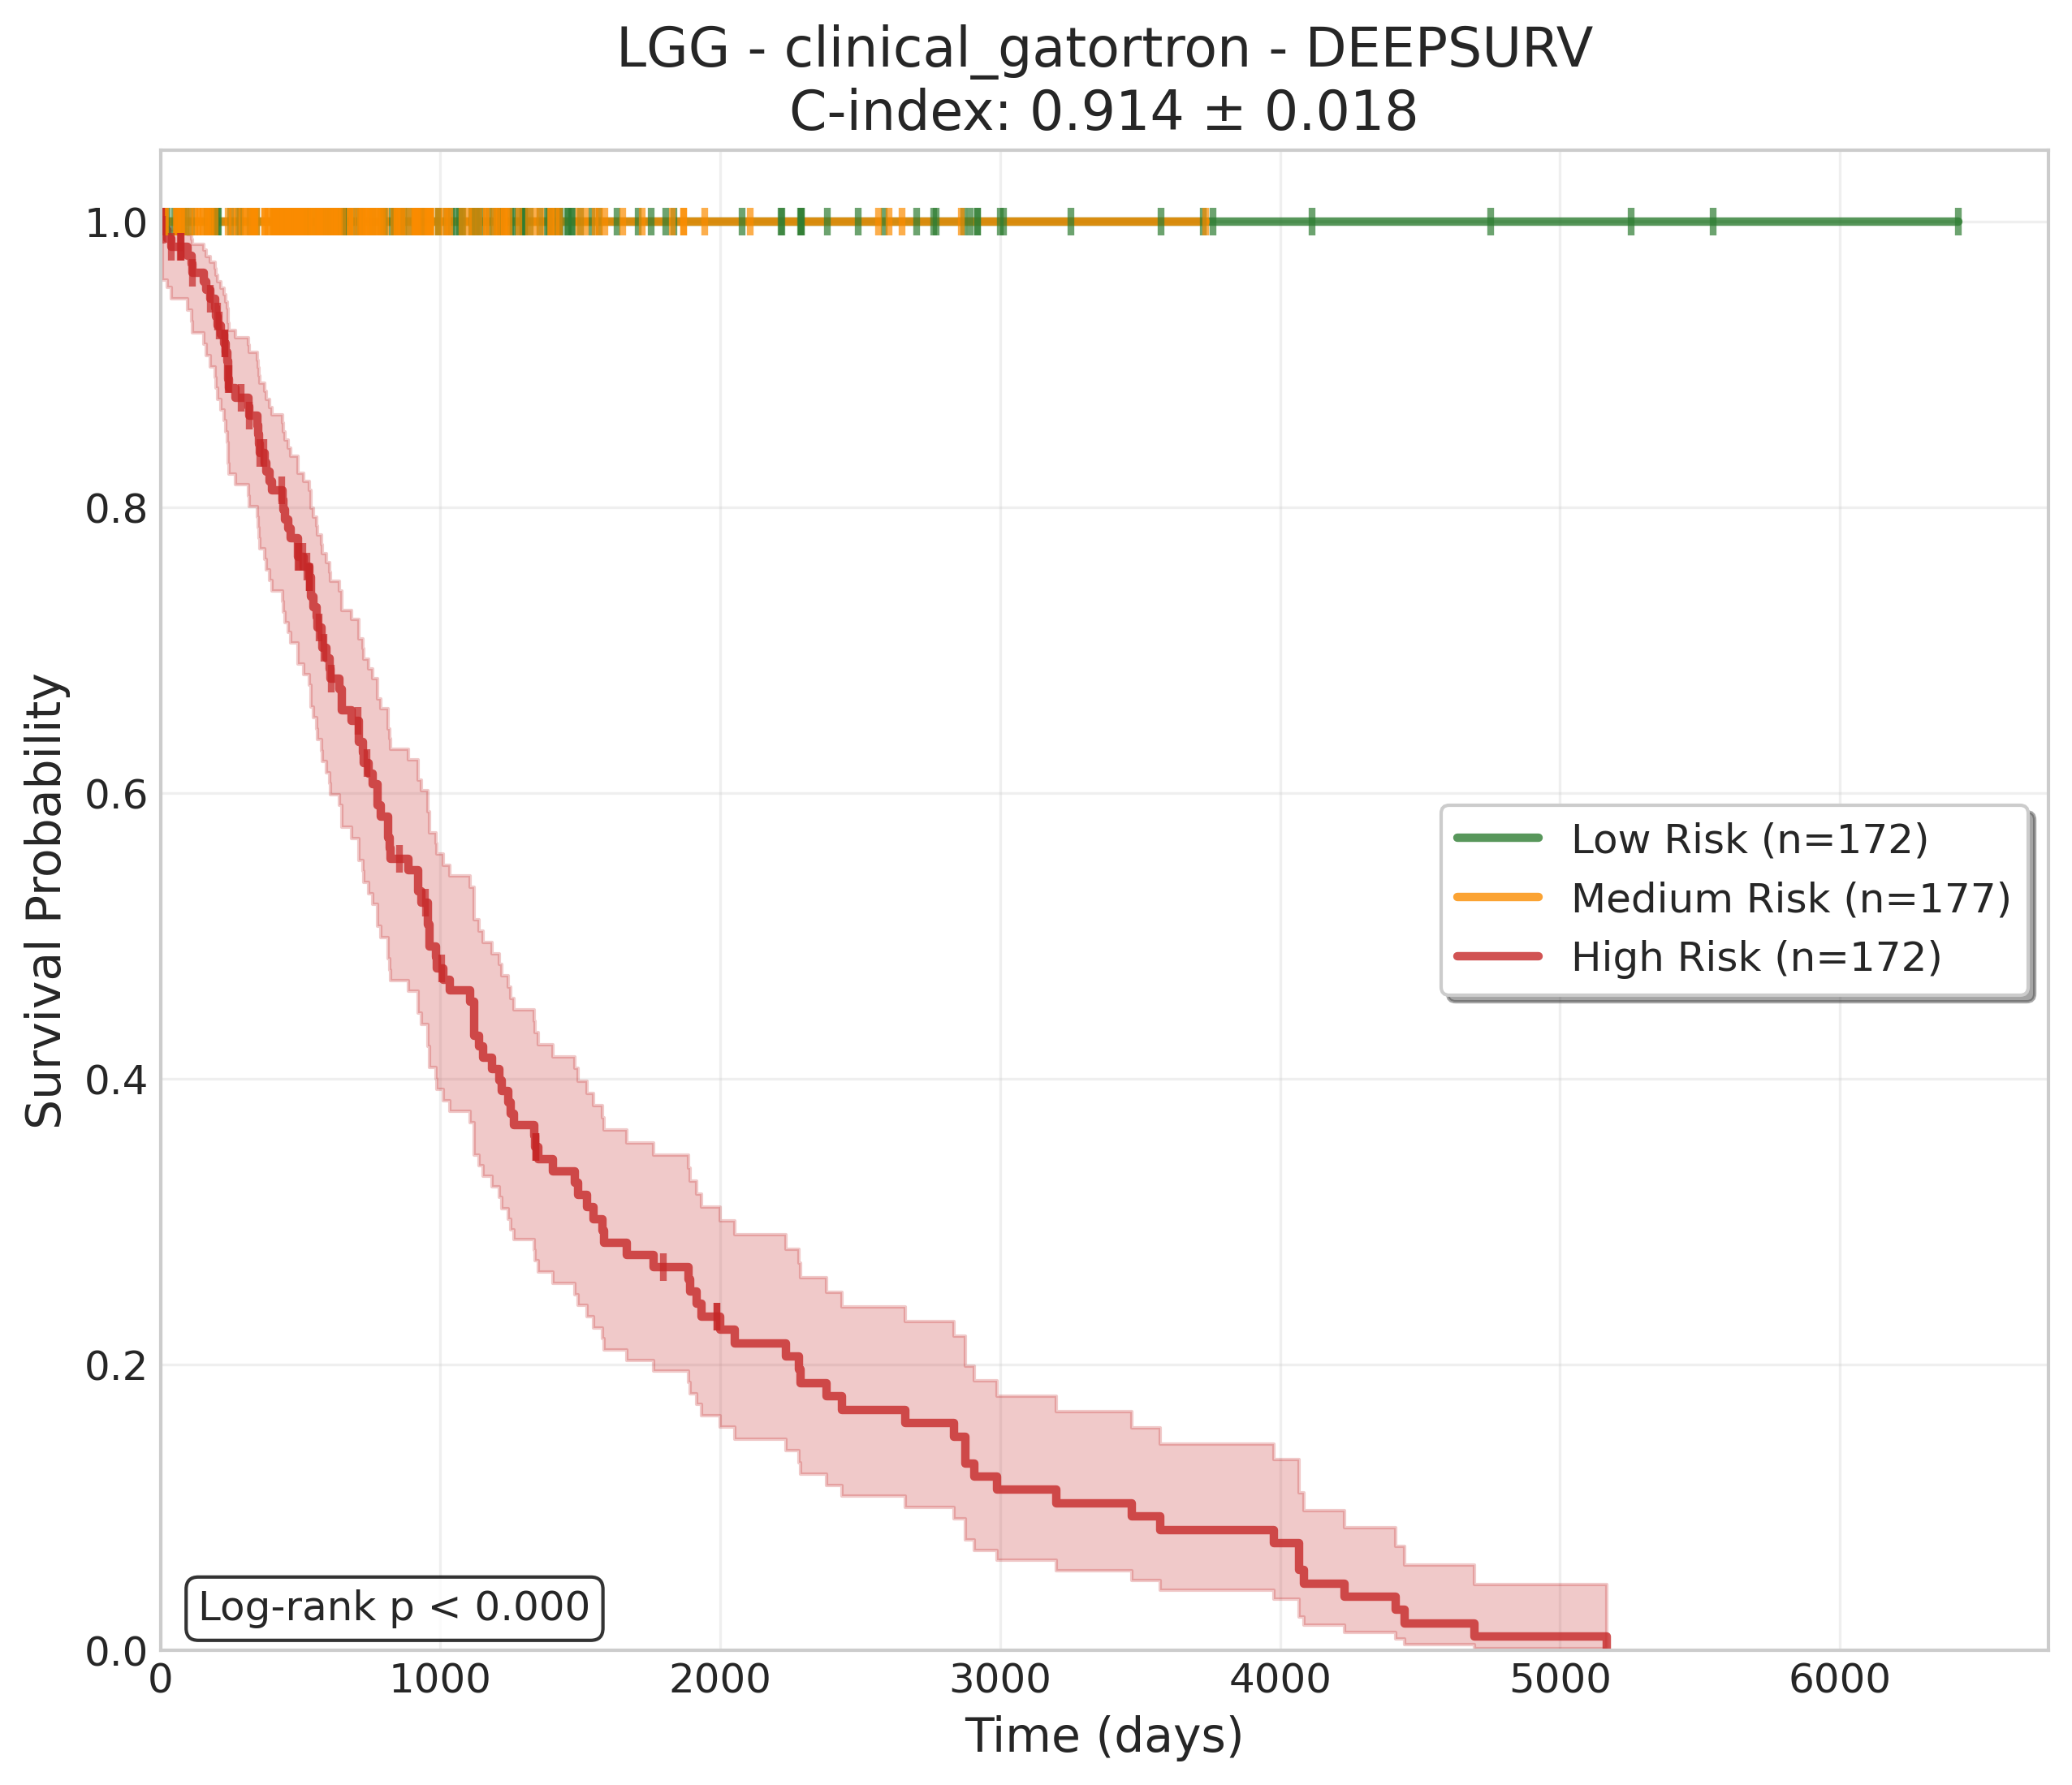 LGG - clinical_gatortron - DEEPSURV
C-index: 0.914 ± 0.018
Survival Probability
1.0
0.8
0.6
0.4
0.2
0.0
Low Risk (n=172)
Medium Risk (n=177)
High Risk (n=172)
Log-rank p < 0.000
0 1000 2000 3000 4000 5000 6000
Time (days)